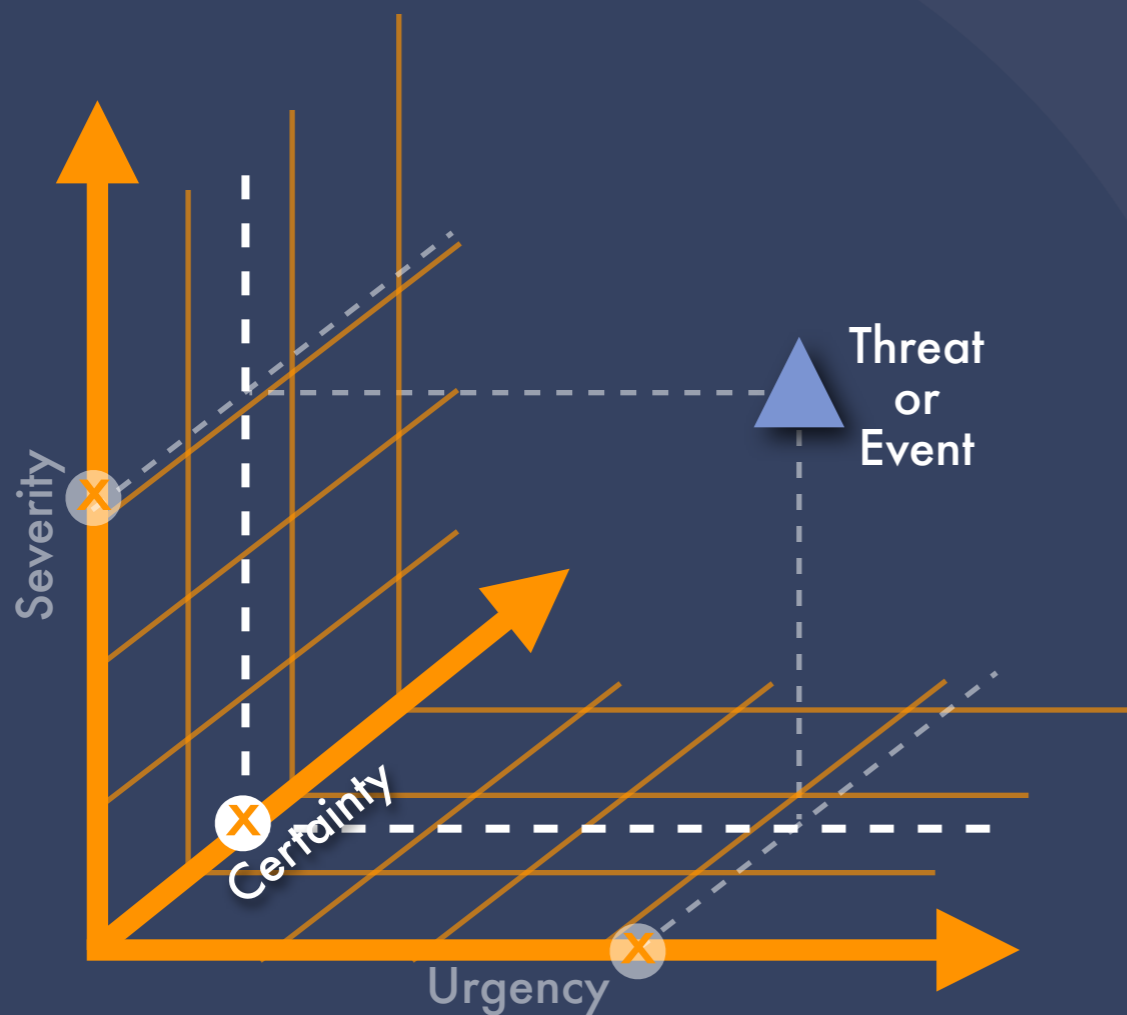 Threat
or
Event
Severity
X
X
Certainty
X
Urgency